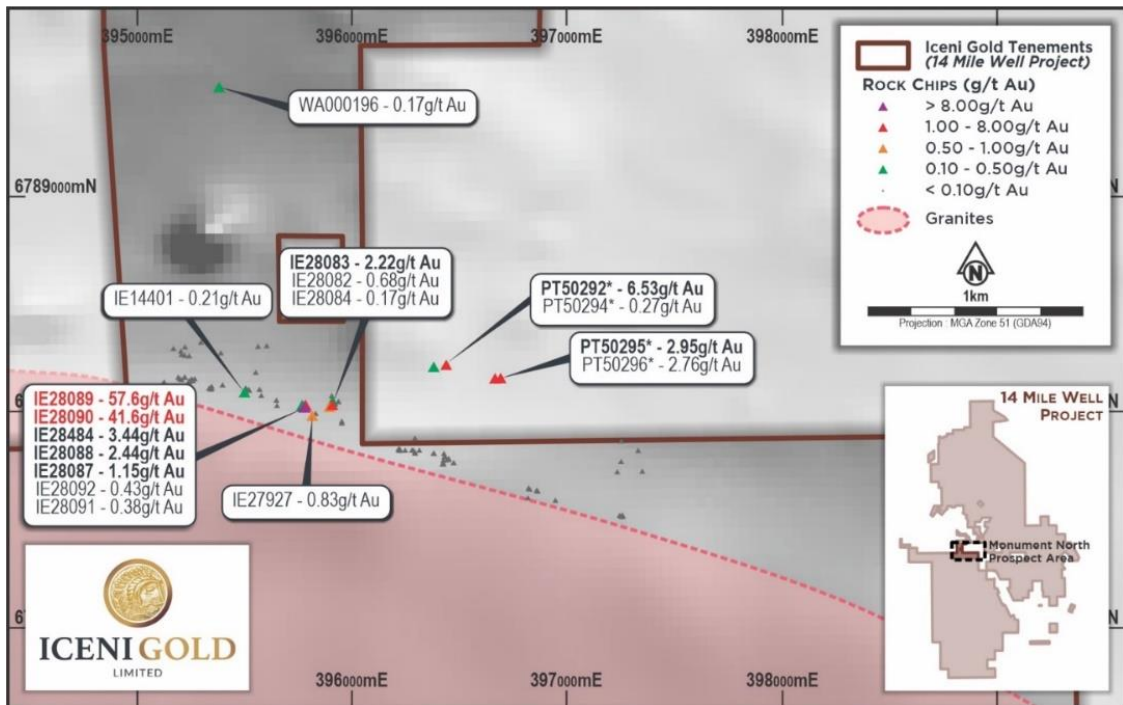 395000mE
396000mE
397000mE
398000mE
Iceni Gold Tenements
(14 Mile Well Project)
ROCK CHIPS (g/t Au)
> 8.00g/t Au
1.00 - 8.00g/t Au
0.50 - 1.00g/t Au
0.10 - 0.50g/t Au
< 0.10g/t Au
Granites
N
1km
Projection : MGA Zone 51 (GDA94)
WA000196 - 0.17g/t Au
6789000mN
N
IE28083 - 2.22g/t Au
IE28082 - 0.68g/t Au
IE28084 - 0.17g/t Au
IE14401 - 0.21g/t Au
PT50292* - 6.53g/t Au
PT50294* - 0.27g/t Au
PT50295* - 2.95g/t Au
PT50296* - 2.76g/t Au
IE28089 - 57.6g/t Au
IE28090 - 41.6g/t Au
IE28484 - 3.44g/t Au
IE28088 - 2.44g/t Au
IE28087 - 1.15g/t Au
IE28092 - 0.43g/t Au
IE28091 - 0.38g/t Au
IE27927 - 0.83g/t Au
14 MILE WELL
PROJECT
Monument North
Prospect Area
ICENI GOLD
LIMITED
396000mE
397000mE
398000mE